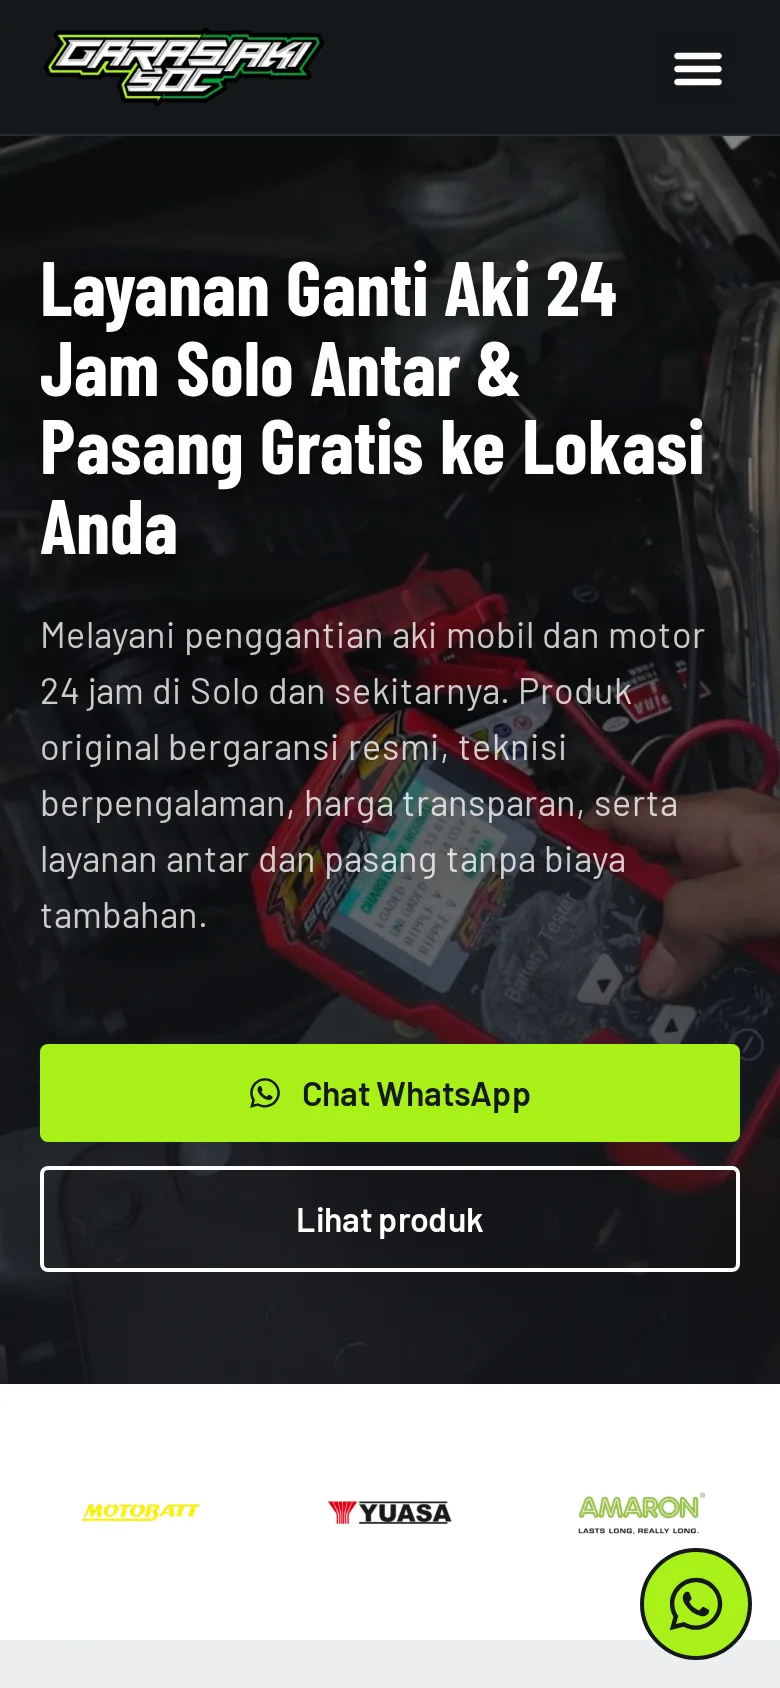 GARASIAKI
SOC
Layanan Ganti Aki 24
Jam Solo Antar &
Pasang Gratis ke Lokasi
Anda
Melayani penggantian aki mobil dan motor
24 jam di Solo dan sekitarnya. Produk
original bergaransi resmi, teknisi
berpengalaman, harga transparan, serta
layanan antar dan pasang tanpa biaya
tambahan.
Battery Tester
Chat WhatsApp
Lihat produk
MOTOBATT
YUASA
AMARON®
LASTS LONG, REALLY LONG.